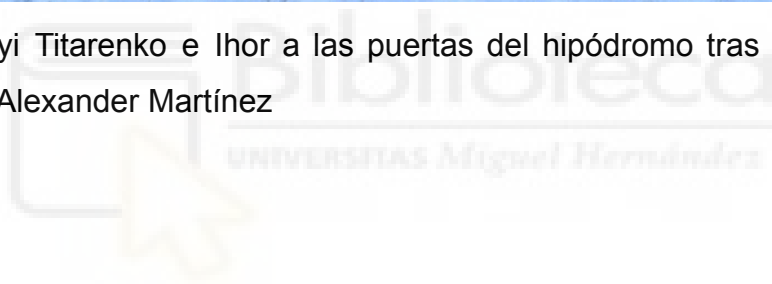 yi Titarenko e Ihor a las puertas del hipódromo tras
Alexander Martínez
Biblioteca
UNIVERSITAS Miguel Hernández